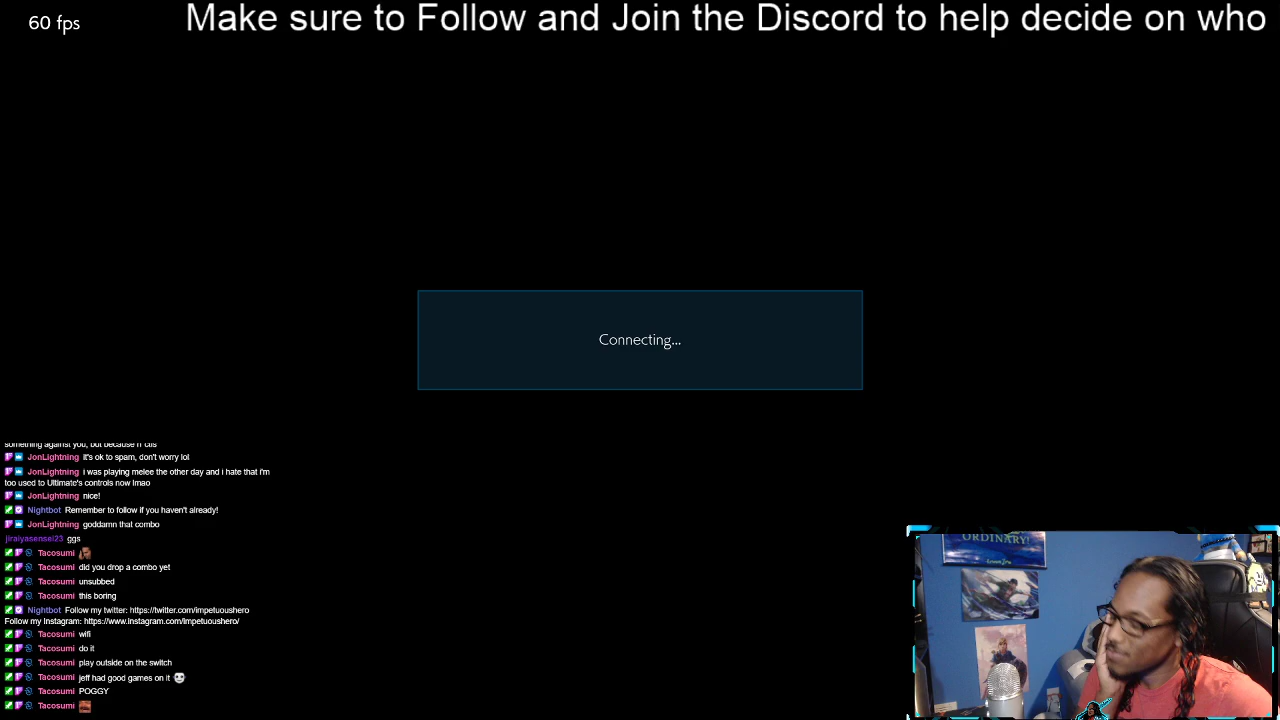 60 fps
Make sure to Follow and Join the Discord to help decide on who
Connecting...
something against you, but because
JonLightning it's ok to spam, don't worry lol
JonLightning i was playing melee the other day and i hate that i'm
too used to Ultimate's controls now lmao
JonLightning nice!
Nightbot Remember to follow if you haven't already!
JonLightning goddamn that combo
jiraiyasensei23 ggs
Tacosumi
Tacosumi did you drop a combo yet
Tacosumi unsubbed
Tacosumi this boring
Nightbot Follow my twitter: https://twitter.com/impetuoushero
Follow my Instagram: https://www.instagram.com/impetuoushero/
Tacosumi wifi
Tacosumi do it
Tacosumi play outside on the switch
Tacosumi jeff had good games on it
Tacosumi POGGY
Tacosumi
ORDINARY!